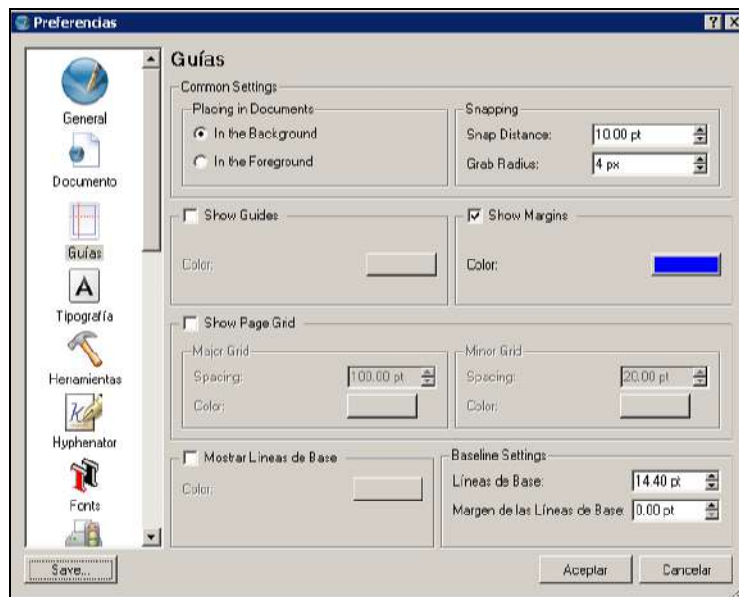 Preferencias
General
Documento
Guías
Tipografía
Herramientas
Hyphenator
Fonts
Guías
Common Settings
Placing in Documents
In the Background
In the Foreground
Snapping
Snap Distance: 10.00 pt
Grab Radius: 4 px
Show Guides
Color:
Show Margins
Color:
Show Page Grid
Major Grid
Spacing: 100.00 pt
Color:
Minor Grid
Spacing: 20.00 pt
Color:
Mostrar Líneas de Base
Color:
Baseline Settings
Líneas de Base: 14.40 pt
Margen de las Líneas de Base: 0.00 pt
Save...
Aceptar
Cancelar